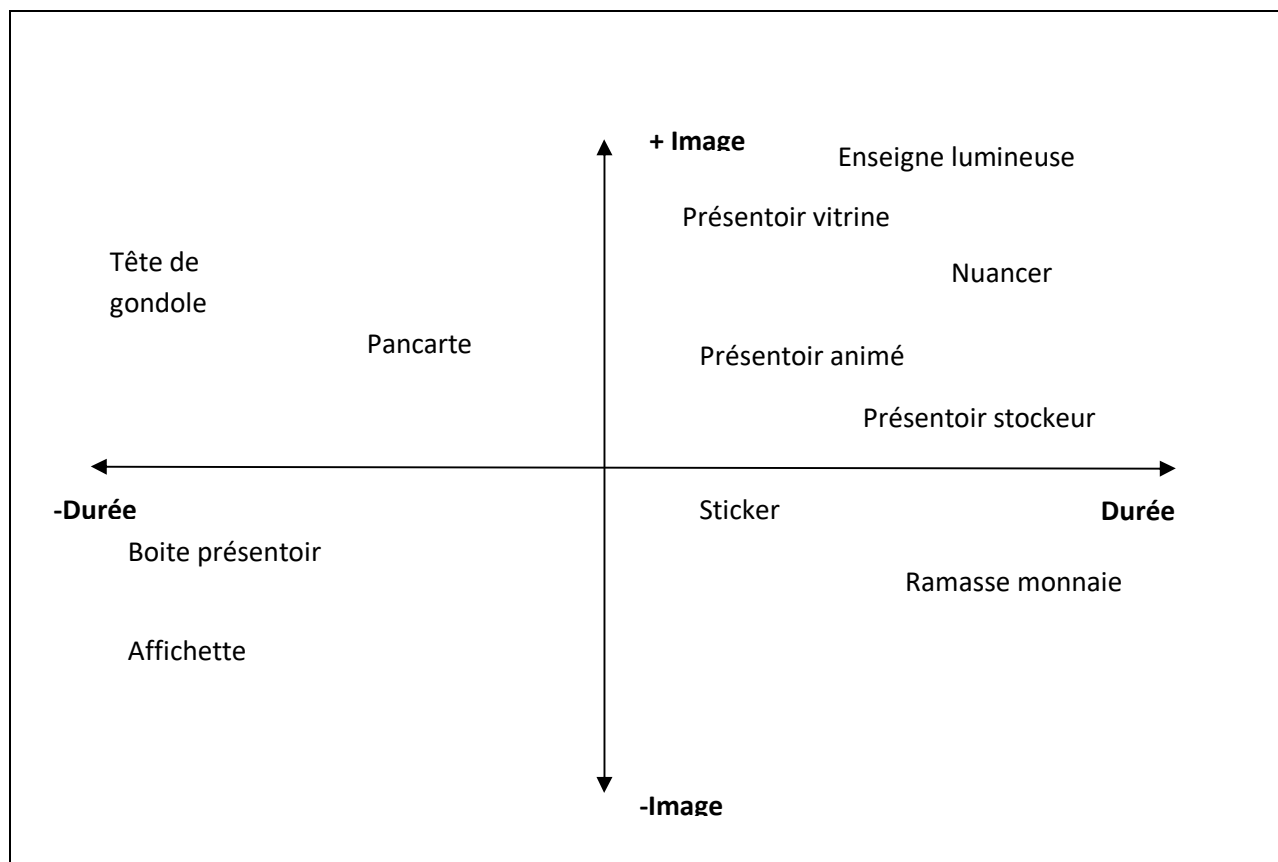 + Image
Enseigne lumineuse
Présentoir vitrine
Tête de
gondole
Nuancer
Pancarte
Présentoir animé
Présentoir stockeur
-Durée
Sticker
Durée
Boite présentoir
Ramasse monnaie
Affichette
-Image